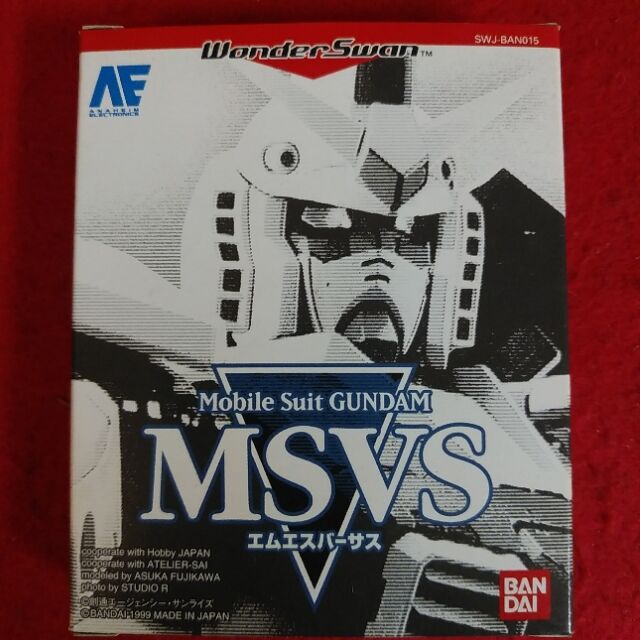 SWJ-BAN015
WonderSwan™
AE
ANAHEIM
ELECTRONICS
Mobile Suit GUNDAM
MSVS
エムエスバーサス
cooperate with Hobby JAPAN
cooperate with ATELIER-SAI
modeled by ASUKA FUJIKAWA
photo by STUDIO R
©創通エージェンシー・サンライズ
©BANDAI 1999 MADE IN JAPAN
BAN
DAI